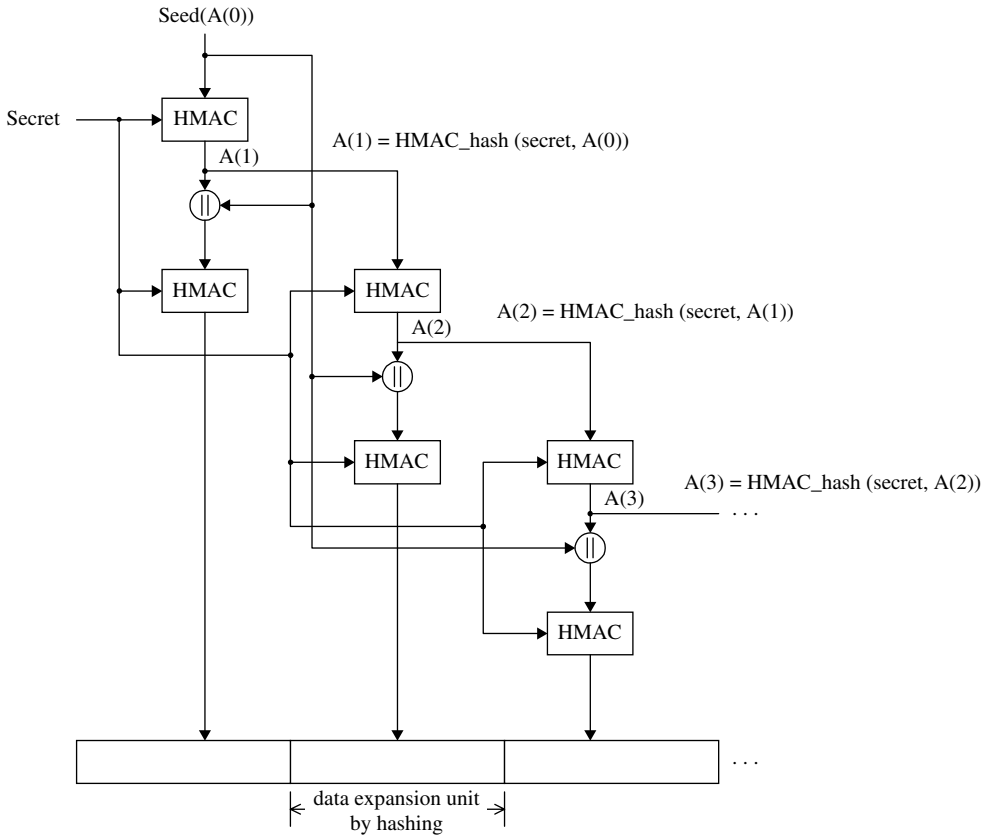 Seed(A(0))
Secret
HMAC
A(1) = HMAC_hash (secret, A(0))
A(1)
||
HMAC
HMAC
A(2) = HMAC_hash (secret, A(1))
A(2)
||
HMAC
HMAC
A(3) = HMAC_hash (secret, A(2))
A(3)
. . .
||
HMAC
. . .
data expansion unit
by hashing